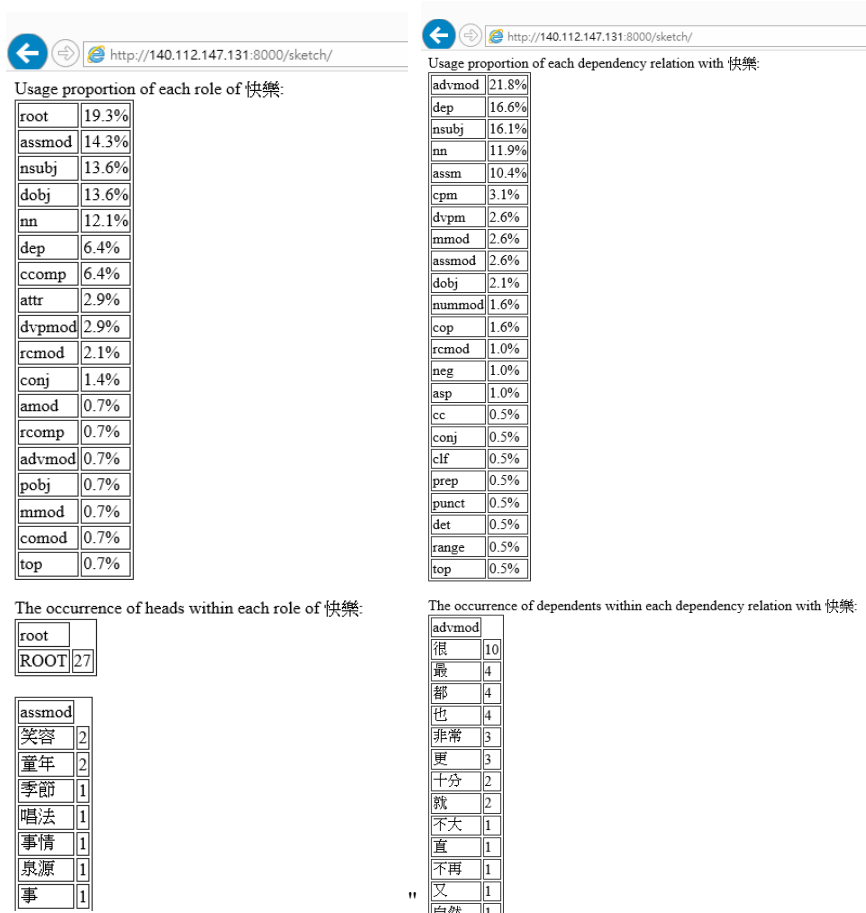 http://140.112.147.131:8000/sketch/
Usage proportion of each role of 快樂:
root 19.3%
assmod 14.3%
nsubj 13.6%
dobj 13.6%
nn 12.1%
dep 6.4%
ccomp 6.4%
attr 2.9%
dvpmod 2.9%
rcmod 2.1%
conj 1.4%
amod 0.7%
rcomp 0.7%
advmod 0.7%
pobj 0.7%
mmod 0.7%
comod 0.7%
top 0.7%
The occurrence of heads within each role of 快樂:
root
ROOT 27
assmod
笑容 2
童年 2
季節 1
唱法 1
事情 1
泉源 1
事 1
"
http://140.112.147.131:8000/sketch/
Usage proportion of each dependency relation with 快樂:
advmod 21.8%
dep 16.6%
nsubj 16.1%
nn 11.9%
assm 10.4%
cpm 3.1%
dvpm 2.6%
mmod 2.6%
assmod 2.6%
dobj 2.1%
nummod 1.6%
cop 1.6%
rcmod 1.0%
neg 1.0%
asp 1.0%
cc 0.5%
conj 0.5%
clf 0.5%
prep 0.5%
punct 0.5%
det 0.5%
range 0.5%
top 0.5%
The occurrence of dependents within each dependency relation with 快樂:
advmod
很 10
最 4
都 4
也 4
非常 3
更 3
十分 2
就 2
不大 1
直 1
不再 1
又 1
自然 1